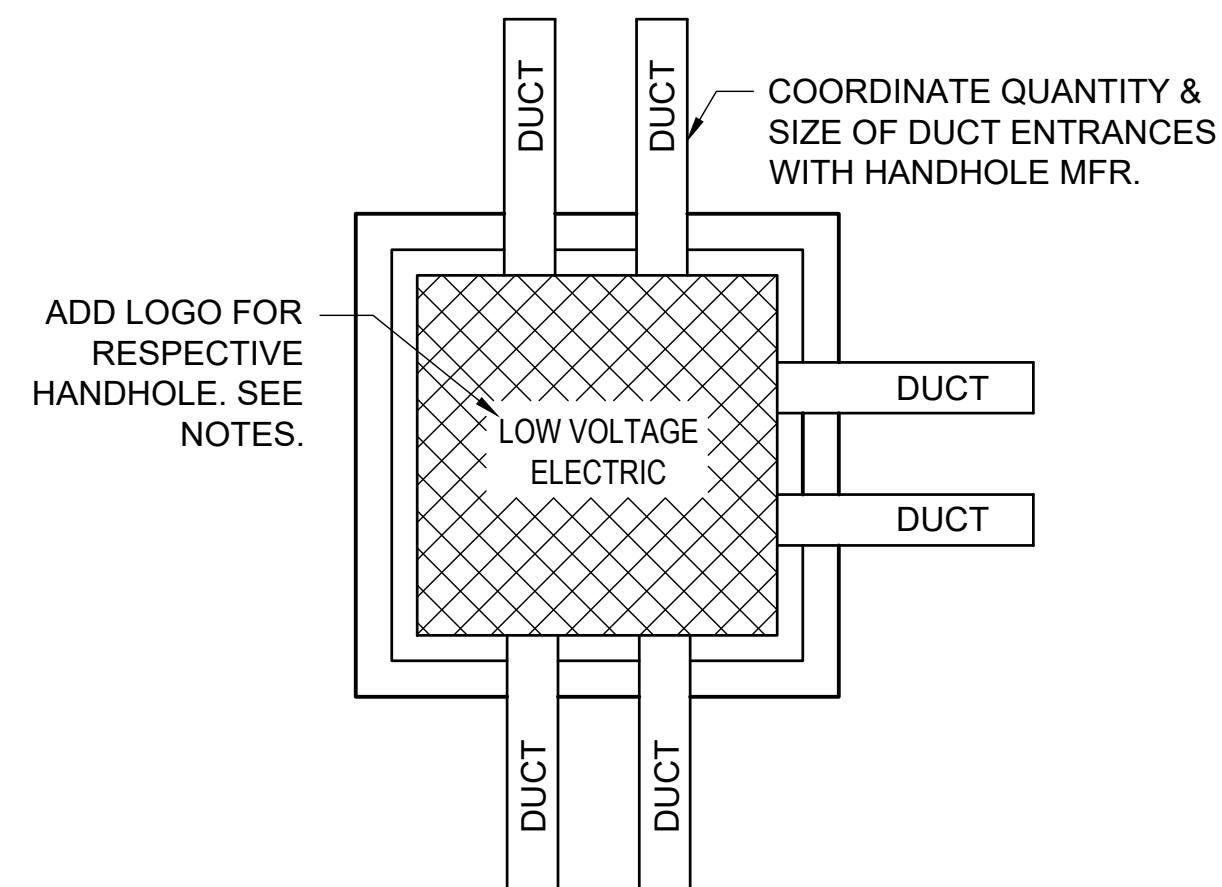 DUCT
DUCT
COORDINATE QUANTITY &
SIZE OF DUCT ENTRANCES
WITH HANDHOLE MFR.
ADD LOGO FOR
RESPECTIVE
HANDHOLE. SEE
NOTES.
LOW VOLTAGE
ELECTRIC
DUCT
DUCT
DUCT
DUCT